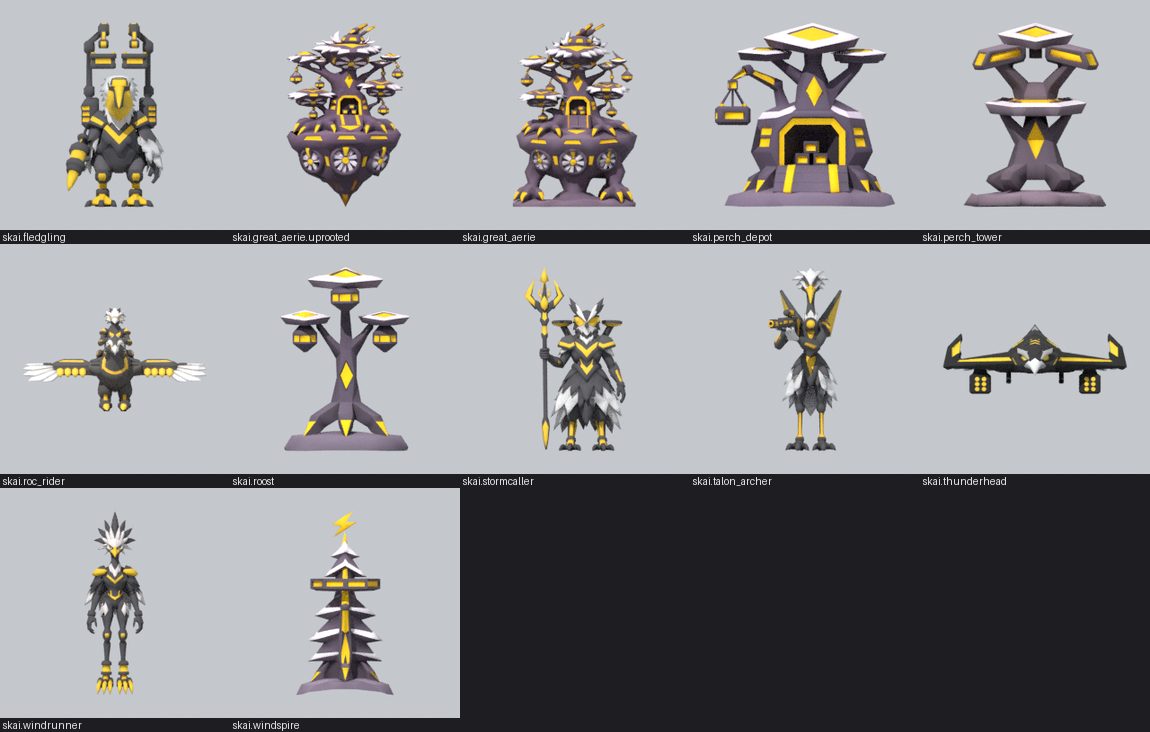 skai.fledgling
skai.great_aerie.uprooted
skai.great_aerie
skai.perch_depot
skai.perch_tower
skai.roc_rider
skai.roost
skai.stormcaller
skai.talon_archer
skai.thunderhead
skai.windrunner
skai.windspire